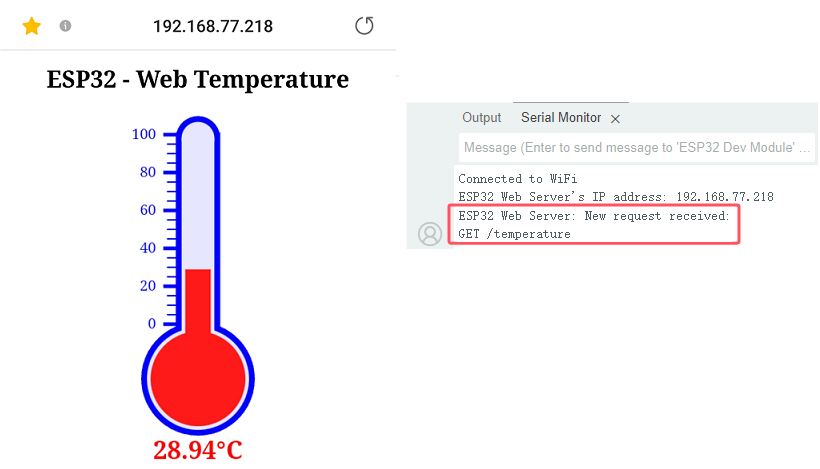 192.168.77.218
ESP32 - Web Temperature
100
80
60
40
20
0
28.94°C
Output Serial Monitor ×
Message (Enter to send message to 'ESP32 Dev Module' ...
Connected to WiFi
ESP32 Web Server's IP address: 192.168.77.218
ESP32 Web Server: New request received:
GET /temperature